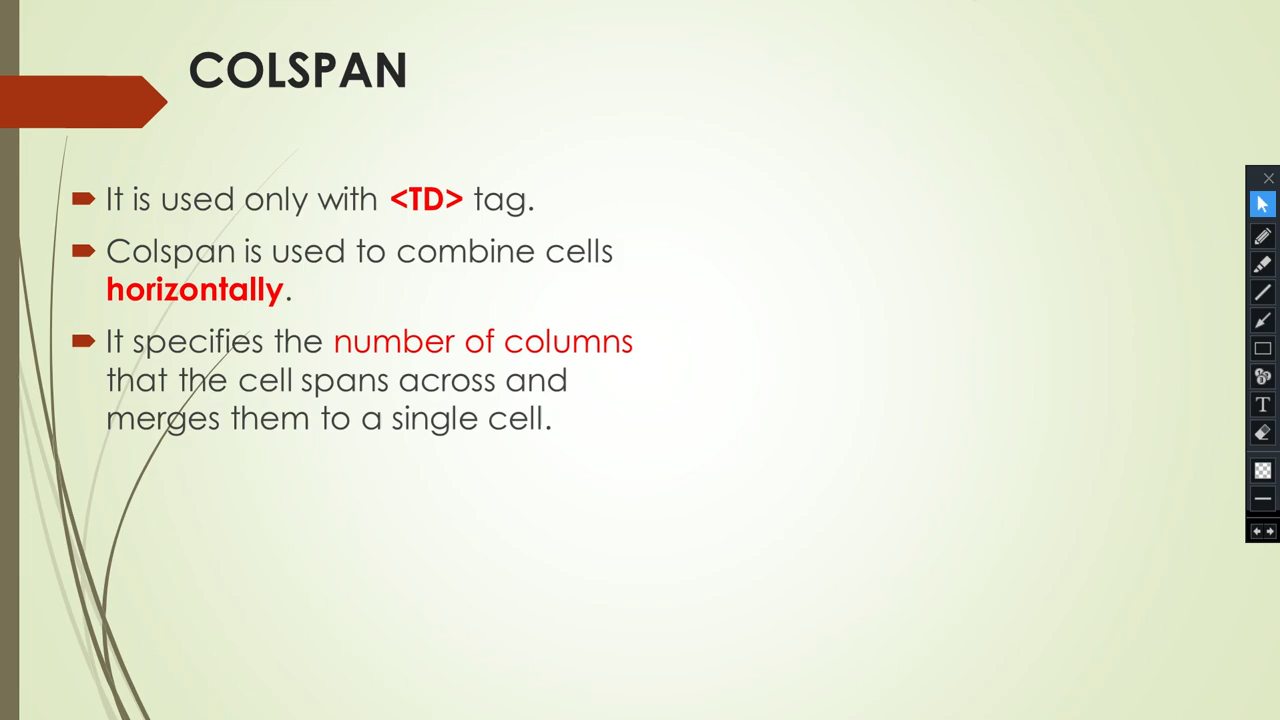 COLSPAN
It is used only with <TD> tag.
Colspan is used to combine cells
horizontally.
It specifies the number of columns
that the cell spans across and
merges them to a single cell.
T